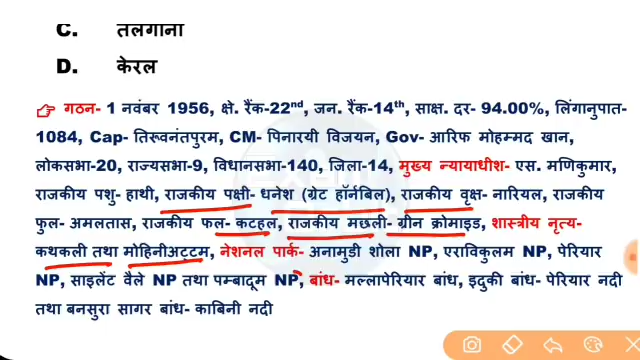 C. तलगाना
D. केरल
गठन- 1 नवंबर 1956, क्षे. रैंक-22nd, जन. रैंक-14th, साक्ष. दर- 94.00%, लिंगानुपात-
1084, Cap- तिरूवनंतपुरम, CM- पिनारयी विजयन, Gov- आरिफ मोहम्मद खान,
लोकसभा-20, राज्यसभा-9, विधानसभा-140, जिला-14, मुख्य न्यायाधीश- एस. मणिकुमार,
राजकीय पशु- हाथी, राजकीय पक्षी- धनेश (ग्रेट हॉर्नबिल), राजकीय वृक्ष- नारियल, राजकीय
फुल- अमलतास, राजकीय फल- कटहल, राजकीय मछली- ग्रीन क्रोमाइड, शास्त्रीय नृत्य-
कथकली तथा मोहिनीअट्टम, नेशनल पार्क- अनामुडी शोला NP, एराविकुलम NP, पेरियार
NP, साइलेंट वैले NP तथा पम्बादूम NP, बांध- मल्लापेरियार बांध, इदुकी बांध- पेरियार नदी
तथा बनसुरा सागर बांध- काबिनी नदी